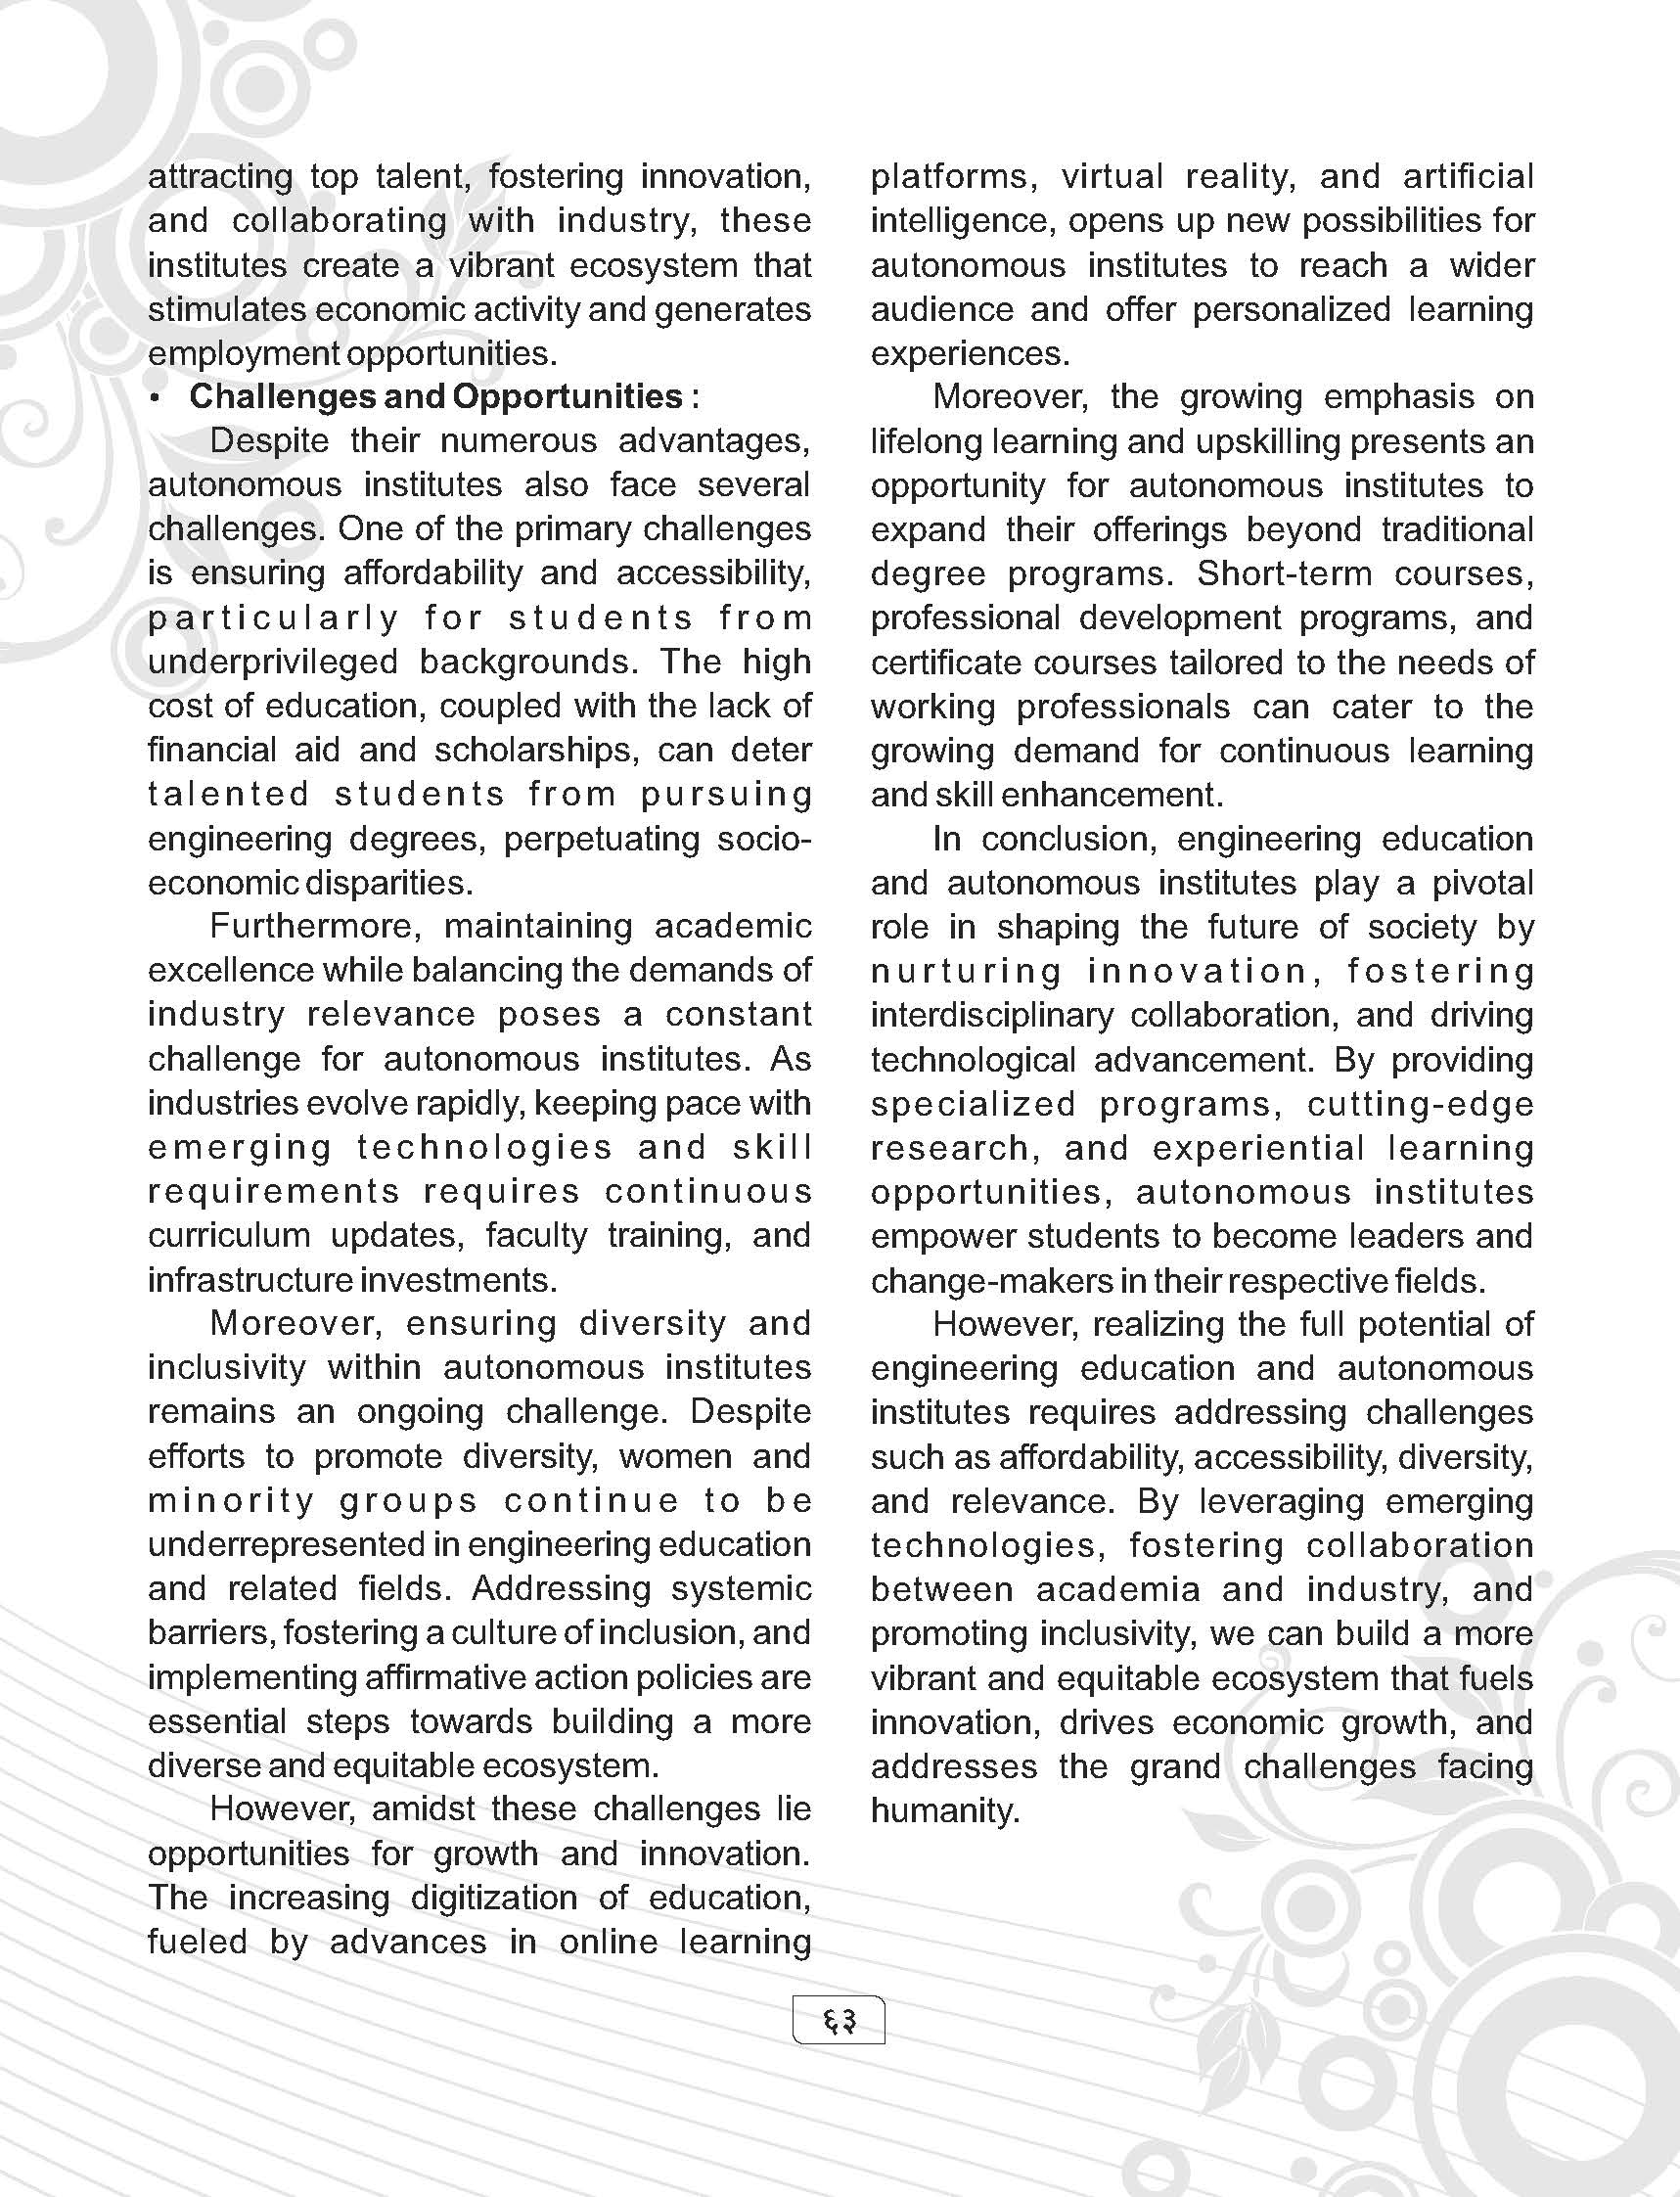 attracting top talent, fostering innovation,
and collaborating with industry, these
institutes create a vibrant ecosystem that
stimulates economic activity and generates
employment opportunities.
• Challenges and Opportunities :
Despite their numerous advantages,
autonomous institutes also face several
challenges. One of the primary challenges
is ensuring affordability and accessibility,
particularly for students from
underprivileged backgrounds. The high
cost of education, coupled with the lack of
financial aid and scholarships, can deter
talented students from pursuing
engineering degrees, perpetuating socio-
economic disparities.
Furthermore, maintaining academic
excellence while balancing the demands of
industry relevance poses a constant
challenge for autonomous institutes. As
industries evolve rapidly, keeping pace with
emerging technologies and skill
requirements requires continuous
curriculum updates, faculty training, and
infrastructure investments.
Moreover, ensuring diversity and
inclusivity within autonomous institutes
remains an ongoing challenge. Despite
efforts to promote diversity, women and
minority groups continue to be
underrepresented in engineering education
and related fields. Addressing systemic
barriers, fostering a culture of inclusion, and
implementing affirmative action policies are
essential steps towards building a more
diverse and equitable ecosystem.
However, amidst these challenges lie
opportunities for growth and innovation.
The increasing digitization of education,
fueled by advances in online learning
platforms, virtual reality, and artificial
intelligence, opens up new possibilities for
autonomous institutes to reach a wider
audience and offer personalized learning
experiences.
Moreover, the growing emphasis on
lifelong learning and upskilling presents an
opportunity for autonomous institutes to
expand their offerings beyond traditional
degree programs. Short-term courses,
professional development programs, and
certificate courses tailored to the needs of
working professionals can cater to the
growing demand for continuous learning
and skill enhancement.
In conclusion, engineering education
and autonomous institutes play a pivotal
role in shaping the future of society by
nurturing innovation, fostering
interdisciplinary collaboration, and driving
technological advancement. By providing
specialized programs, cutting-edge
research, and experiential learning
opportunities, autonomous institutes
empower students to become leaders and
change-makers in their respective fields.
However, realizing the full potential of
engineering education and autonomous
institutes requires addressing challenges
such as affordability, accessibility, diversity,
and relevance. By leveraging emerging
technologies, fostering collaboration
between academia and industry, and
promoting inclusivity, we can build a more
vibrant and equitable ecosystem that fuels
innovation, drives economic growth, and
addresses the grand challenges facing
humanity.
६३